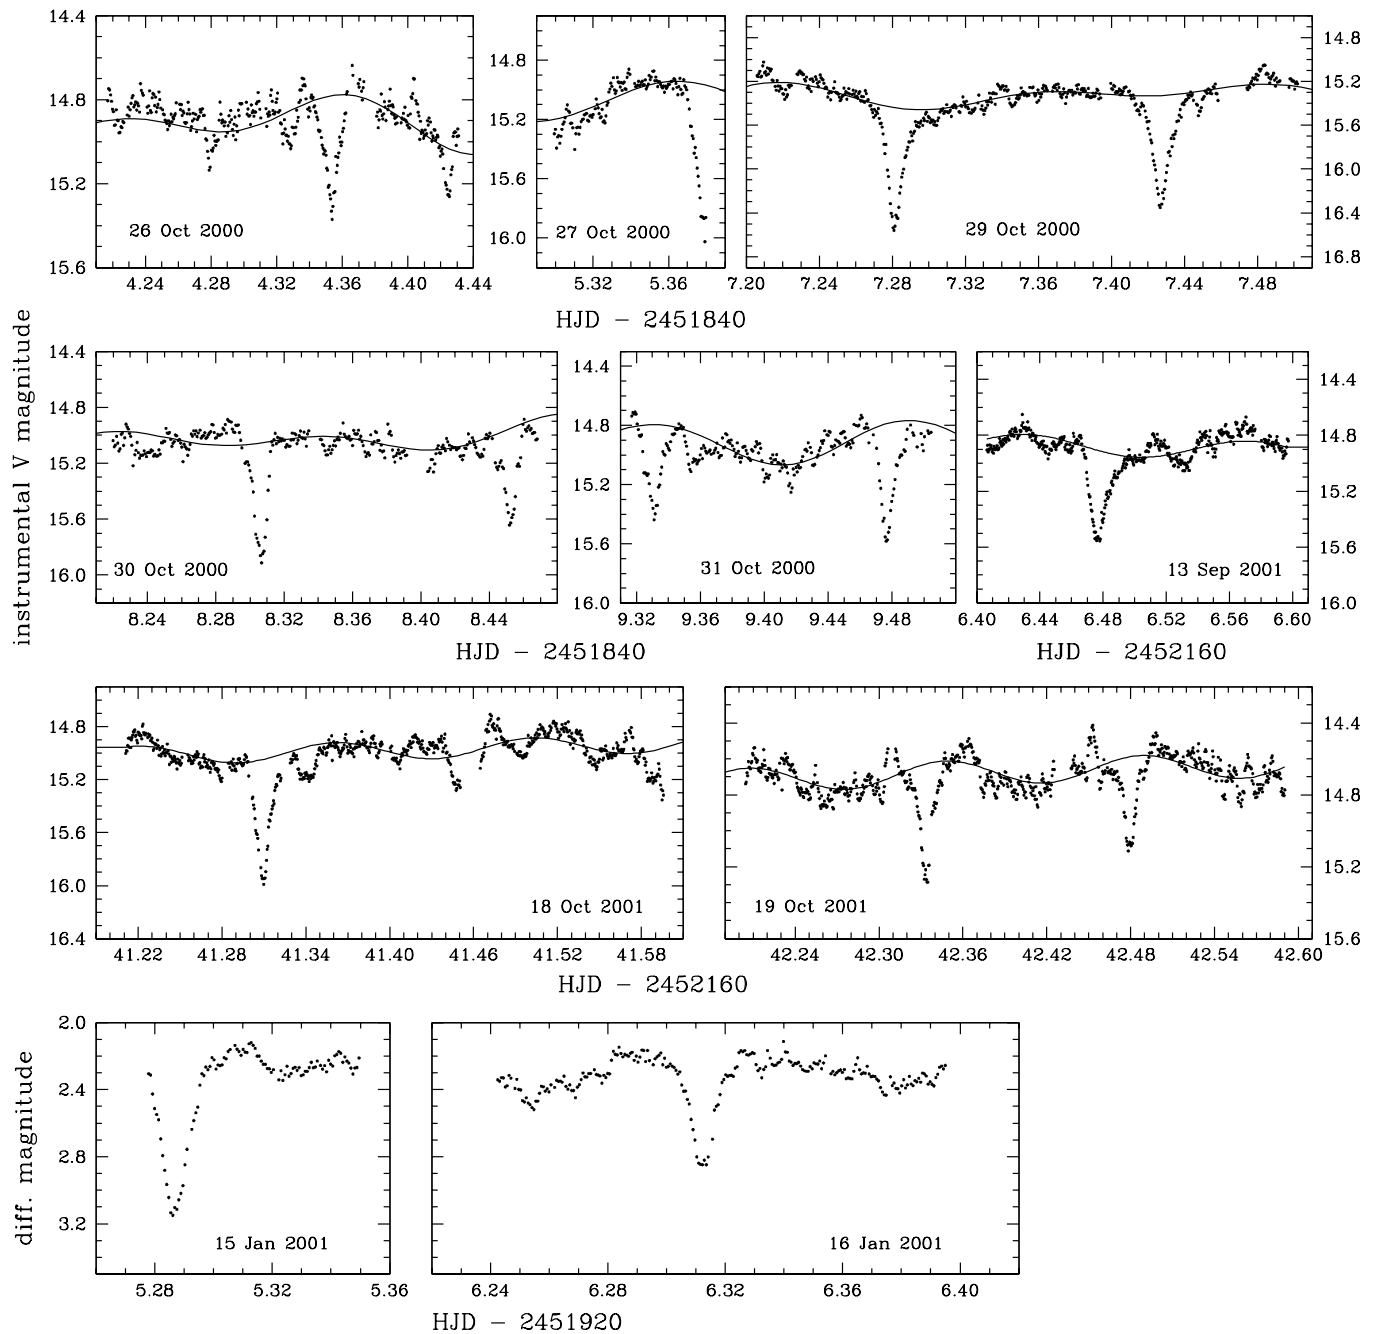 14.4
14.8
15.2
15.6
26 Oct 2000
4.24 4.28 4.32 4.36 4.40 4.44
14.8
15.2
15.6
16.0
27 Oct 2000
5.32 5.36
29 Oct 2000
7.20 7.24 7.28 7.32 7.36 7.40 7.44 7.48
14.8
15.2
15.6
16.0
16.4
16.8
HJD - 2451840
instrumental V magnitude
14.4
14.8
15.2
15.6
16.0
30 Oct 2000
8.24 8.28 8.32 8.36 8.40 8.44
14.4
14.8
15.2
15.6
16.0
31 Oct 2000
9.32 9.36 9.40 9.44 9.48
HJD - 2451840
13 Sep 2001
6.40 6.44 6.48 6.52 6.56 6.60
14.4
14.8
15.2
15.6
16.0
HJD - 2452160
14.8
15.2
15.6
16.0
16.4
18 Oct 2001
41.22 41.28 41.34 41.40 41.46 41.52 41.58
19 Oct 2001
42.24 42.30 42.36 42.42 42.48 42.54 42.60
14.4
14.8
15.2
15.6
HJD - 2452160
diff. magnitude
2.0
2.4
2.8
3.2
15 Jan 2001
5.28 5.32 5.36
16 Jan 2001
6.24 6.28 6.32 6.36 6.40
HJD - 2451920